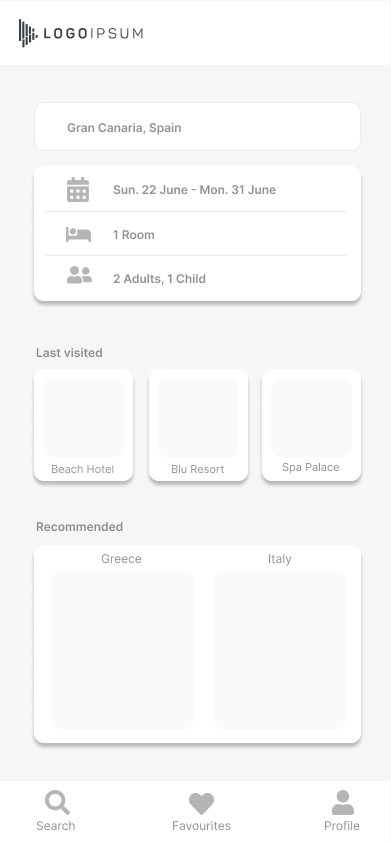 LOGOIPSUM
Gran Canaria, Spain
Sun. 22 June - Mon. 31 June
1 Room
2 Adults, 1 Child
Last visited
Beach Hotel
Blu Resort
Spa Palace
Recommended
Greece
Italy
Search
Favourites
Profile